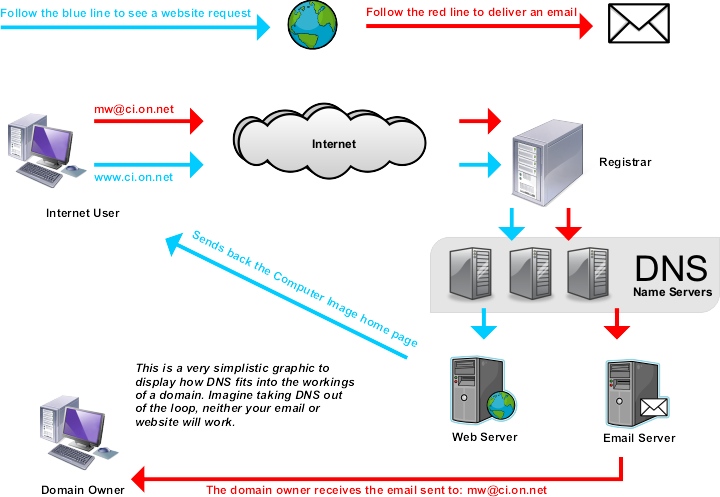 Follow the blue line to see a website request
Follow the red line to deliver an email
mw@ci.on.net
Internet
Registrar
www.ci.on.net
Internet User
Sends back the Computer Image home page
DNS
Name Servers
This is a very simplistic graphic to
display how DNS fits into the workings
of a domain. Imagine taking DNS out
of the loop, neither your email or
website will work.
Web Server
Email Server
Domain Owner
The domain owner receives the email sent to: mw@ci.on.net